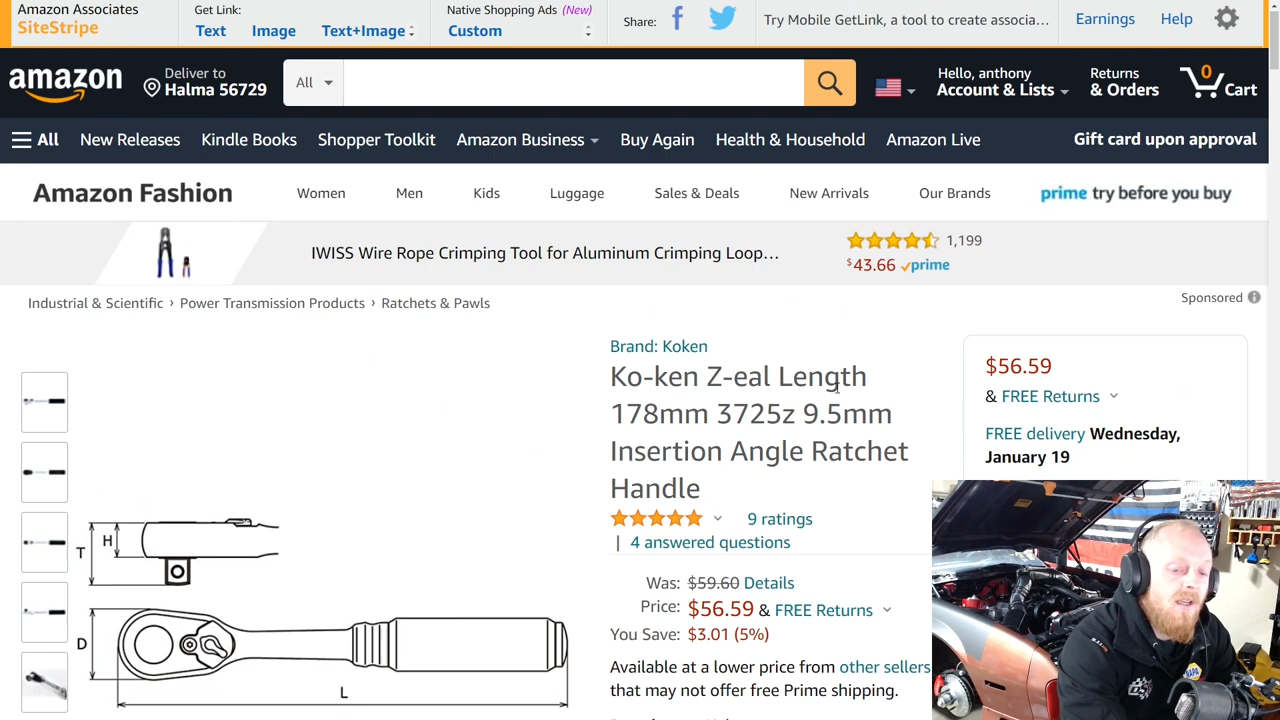 Amazon Associates
SiteStripe
Get Link:
Text Image Text+Image
Native Shopping Ads (New)
Custom
Share:
Try Mobile GetLink, a tool to create associa...
Earnings Help
amazon
Deliver to
Halma 56729
All
Hello, anthony
Account & Lists
Returns
& Orders
0
Cart
All New Releases Kindle Books Shopper Toolkit Amazon Business Buy Again Health & Household Amazon Live Gift card upon approval
Amazon Fashion Women Men Kids Luggage Sales & Deals New Arrivals Our Brands prime try before you buy
IWISS Wire Rope Crimping Tool for Aluminum Crimping Loop...
1,199
$43.66 prime
Sponsored
Industrial & Scientific › Power Transmission Products › Ratchets & Pawls
Brand: Koken
Ko-ken Z-eal Length
178mm 3725z 9.5mm
Insertion Angle Ratchet
Handle
9 ratings
| 4 answered questions
Was: $59.60 Details
Price: $56.59 & FREE Returns
You Save: $3.01 (5%)
Available at a lower price from other sellers
that may not offer free Prime shipping.
$56.59
& FREE Returns
FREE delivery Wednesday,
January 19
T
H
D
L